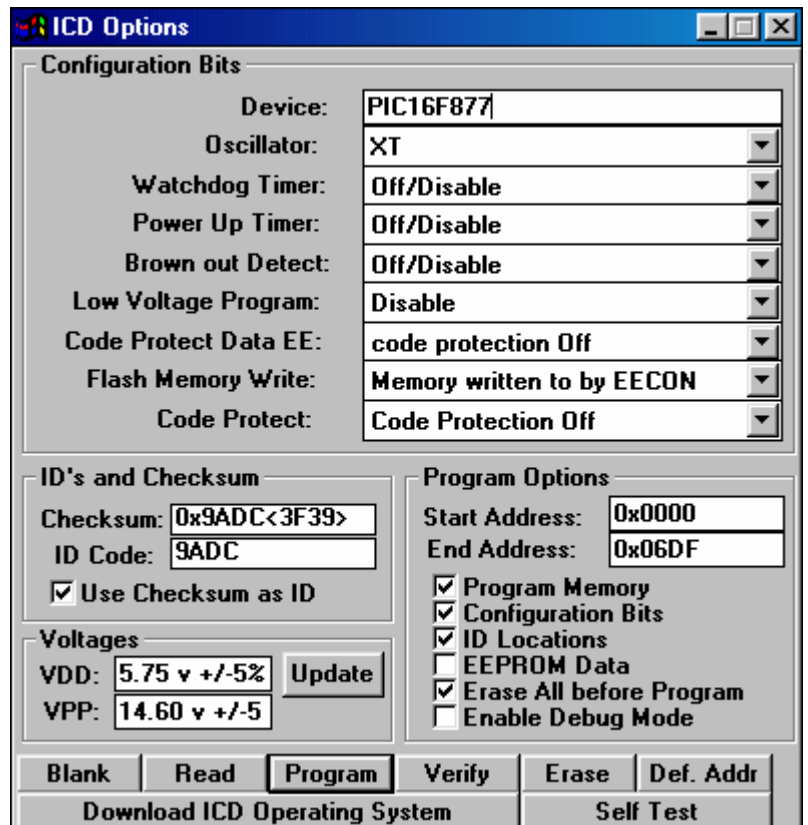 ICD Options
Configuration Bits
Device: PIC16F877
Oscillator: XT
Watchdog Timer: Off/Disable
Power Up Timer: Off/Disable
Brown out Detect: Off/Disable
Low Voltage Program: Disable
Code Protect Data EE: code protection Off
Flash Memory Write: Memory written to by EECON
Code Protect: Code Protection Off
ID's and Checksum
Checksum: 0x9ADC<3F39>
ID Code: 9ADC
Use Checksum as ID
Voltages
VDD: 5.75 v +/-5% Update
VPP: 14.60 v +/-5
Program Options
Start Address: 0x0000
End Address: 0x06DF
Program Memory
Configuration Bits
ID Locations
EEPROM Data
Erase All before Program
Enable Debug Mode
Blank Read Program Verify Erase Def. Addr
Download ICD Operating System Self Test